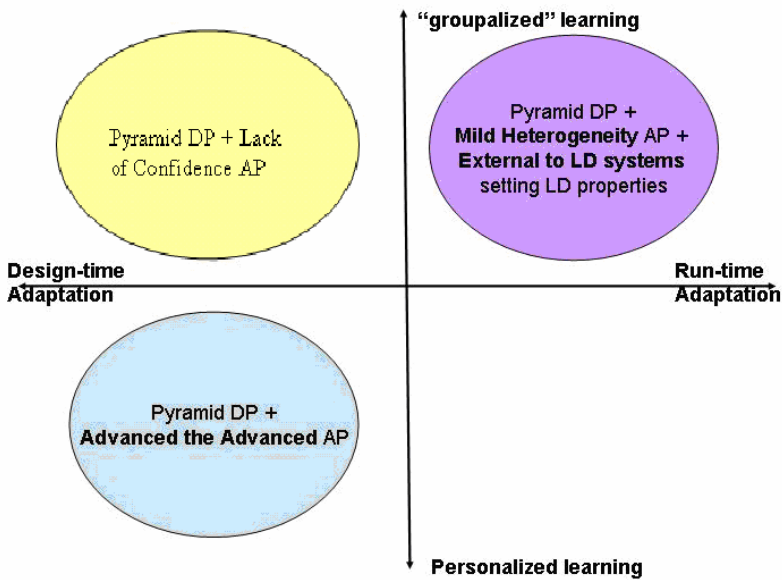 “groupalized” learning
Pyramid DP + Lack
of Confidence AP
Pyramid DP +
Mild Heterogeneity AP +
External to LD systems
setting LD properties
Design-time
Adaptation
Run-time
Adaptation
Pyramid DP +
Advanced the Advanced AP
Personalized learning